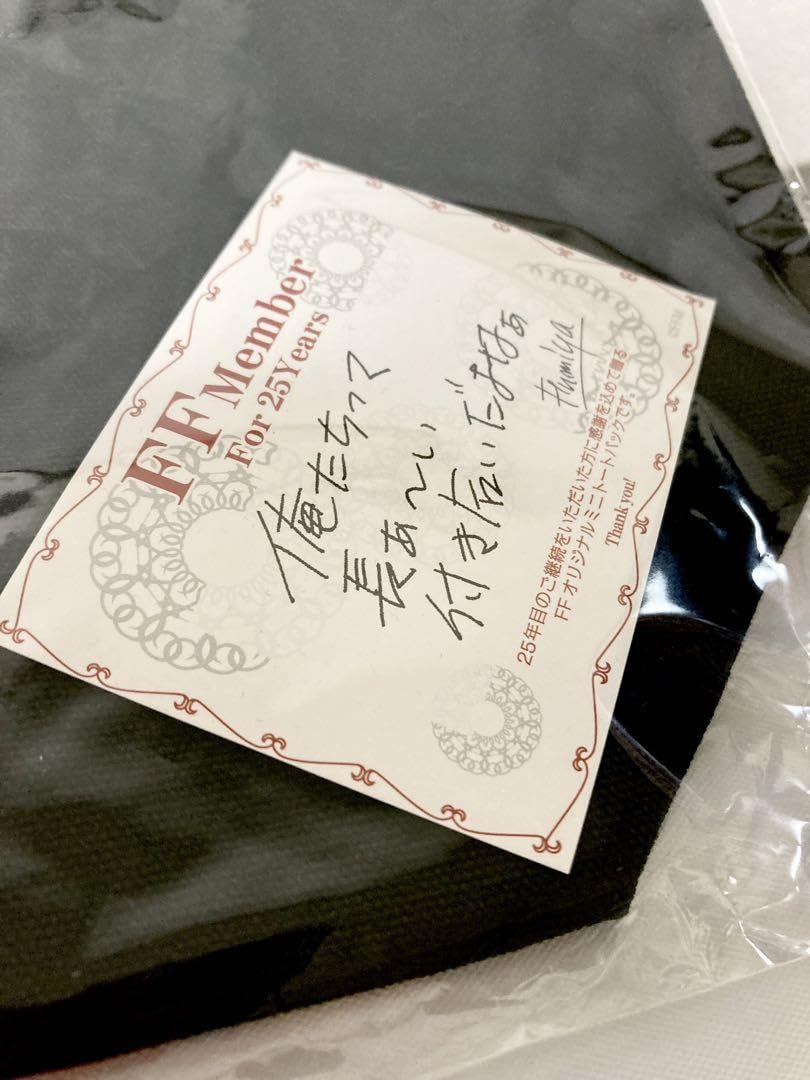 FF Member
For 25Years
俺たちって
長あ〜い
付き合いだよなぁ
Fumiya
25年目のご継続をいただいた方に感謝を込めて贈る
FFオリジナルミニトートバックです。
Thank you!